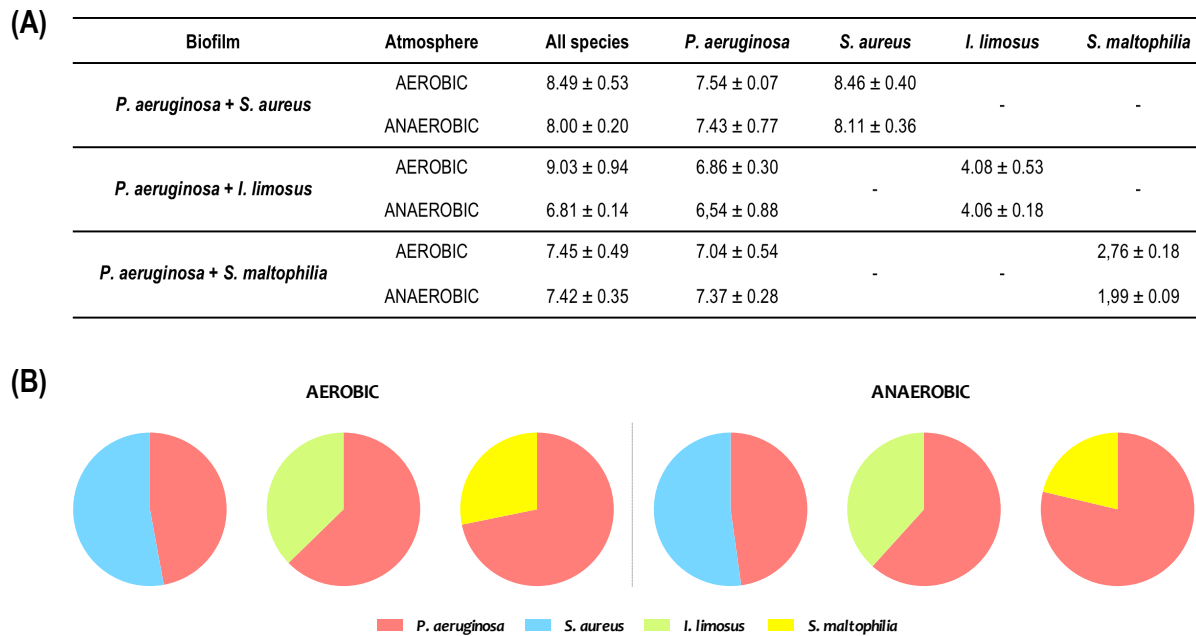 (A)
Biofilm Atmosphere All species P. aeruginosa S. aureus I. limosus S. maltophilia
P. aeruginosa + S. aureus
AEROBIC 8.49 ± 0.53 7.54 ± 0.07 8.46 ± 0.40 - -
ANAEROBIC 8.00 ± 0.20 7.43 ± 0.77 8.11 ± 0.36
P. aeruginosa + I. limosus
AEROBIC 9.03 ± 0.94 6.86 ± 0.30 - 4.08 ± 0.53 -
ANAEROBIC 6.81 ± 0.14 6,54 ± 0.88 4.06 ± 0.18
P. aeruginosa + S. maltophilia
AEROBIC 7.45 ± 0.49 7.04 ± 0.54 - - 2,76 ± 0.18
ANAEROBIC 7.42 ± 0.35 7.37 ± 0.28 1,99 ± 0.09
(B)
AEROBIC ANAEROBIC
P. aeruginosa S. aureus I. limosus S. maltophilia